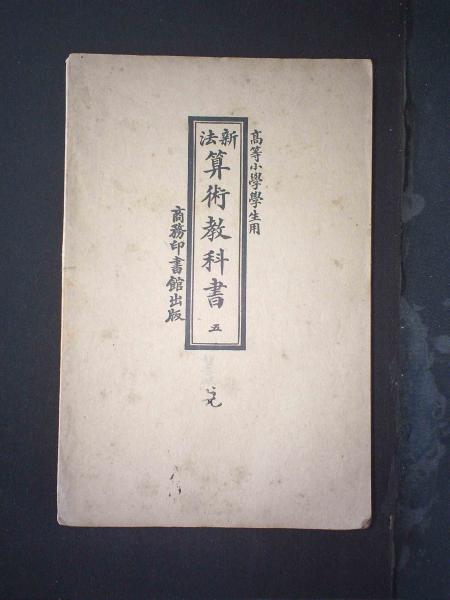 高等小學學生用
新法
算術教科書 五
商務印書館出版